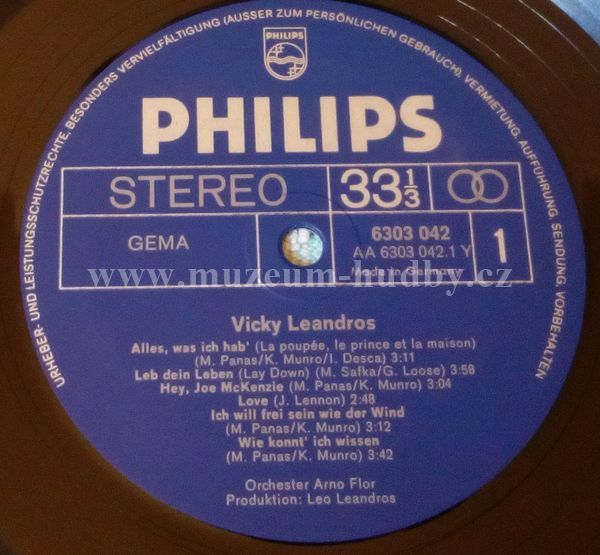 URHEBER- UND LEISTUNGSSCHUTZRECHTE, BESONDERS VERVIELFÄLTIGUNG (AUSSER ZUM PERSÖNLICHEN GEBRAUCH), VERMIETUNG, AUFFÜHRUNG, SENDUNG, VORBEHALTEN
PHILIPS
PHILIPS
STEREO 33 1/3
GEMA
6303 042
AA 6303 042.1 Y
Made in Germany
1
www.muzeum-hudby.cz
Vicky Leandros
Alles, was ich hab' (La poupée, le prince et la maison)
(M. Panas/K. Munro/I. Desca) 3:11
Leb dein Leben (Lay Down) (M. Safka/G. Loose) 3:58
Hey, Joe McKenzie (M. Panas/K. Munro) 3:04
Love (J. Lennon) 2:48
Ich will frei sein wie der Wind
(M. Panas/K. Munro) 3:12
Wie konnt' ich wissen
(M. Panas/K. Munro) 3:42
Orchester Arno Flor
Produktion: Leo Leandros